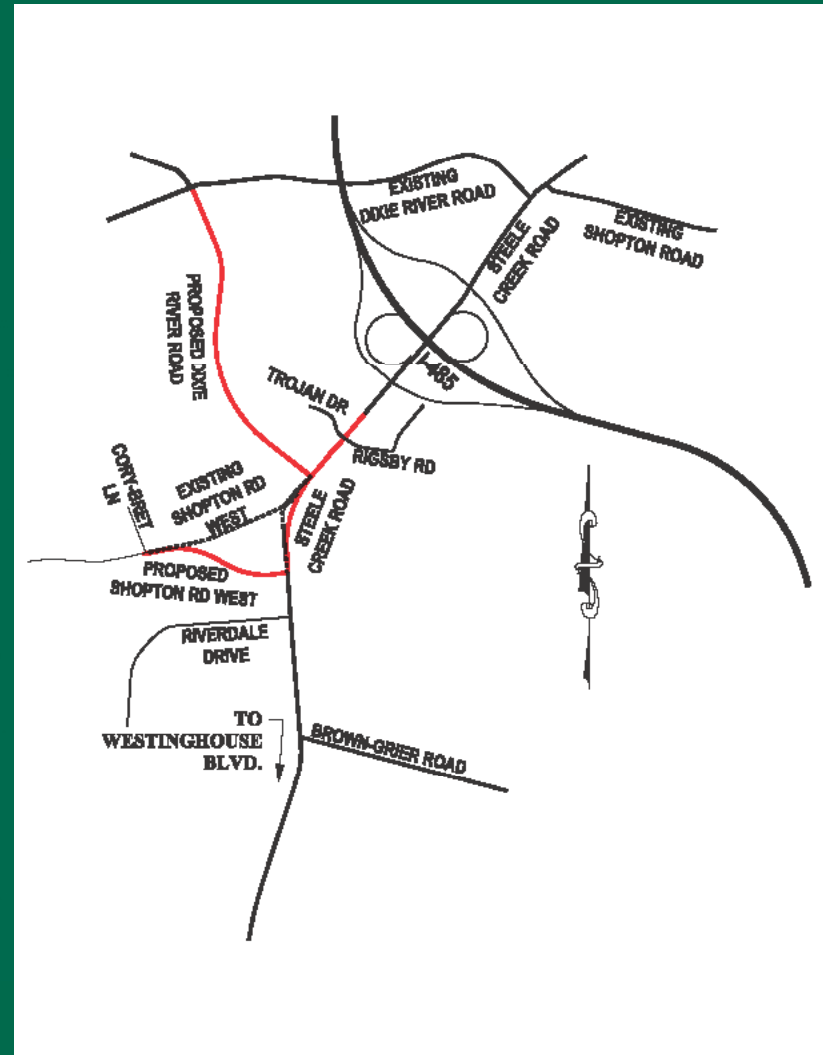 EXISTING
DIXIE RIVER ROAD
EXISTING
SHOPTON ROAD
STEELE
CREEK ROAD
PROPOSED DIXIE
RIVER ROAD
I-485
TROJAN DR
RIGSBY RD
CORY-BRET
LN
EXISTING
SHOPTON RD
WEST
STEELE
CREEK ROAD
PROPOSED
SHOPTON RD WEST
RIVERDALE
DRIVE
TO
WESTINGHOUSE
BLVD.
BROWN-GRIER ROAD